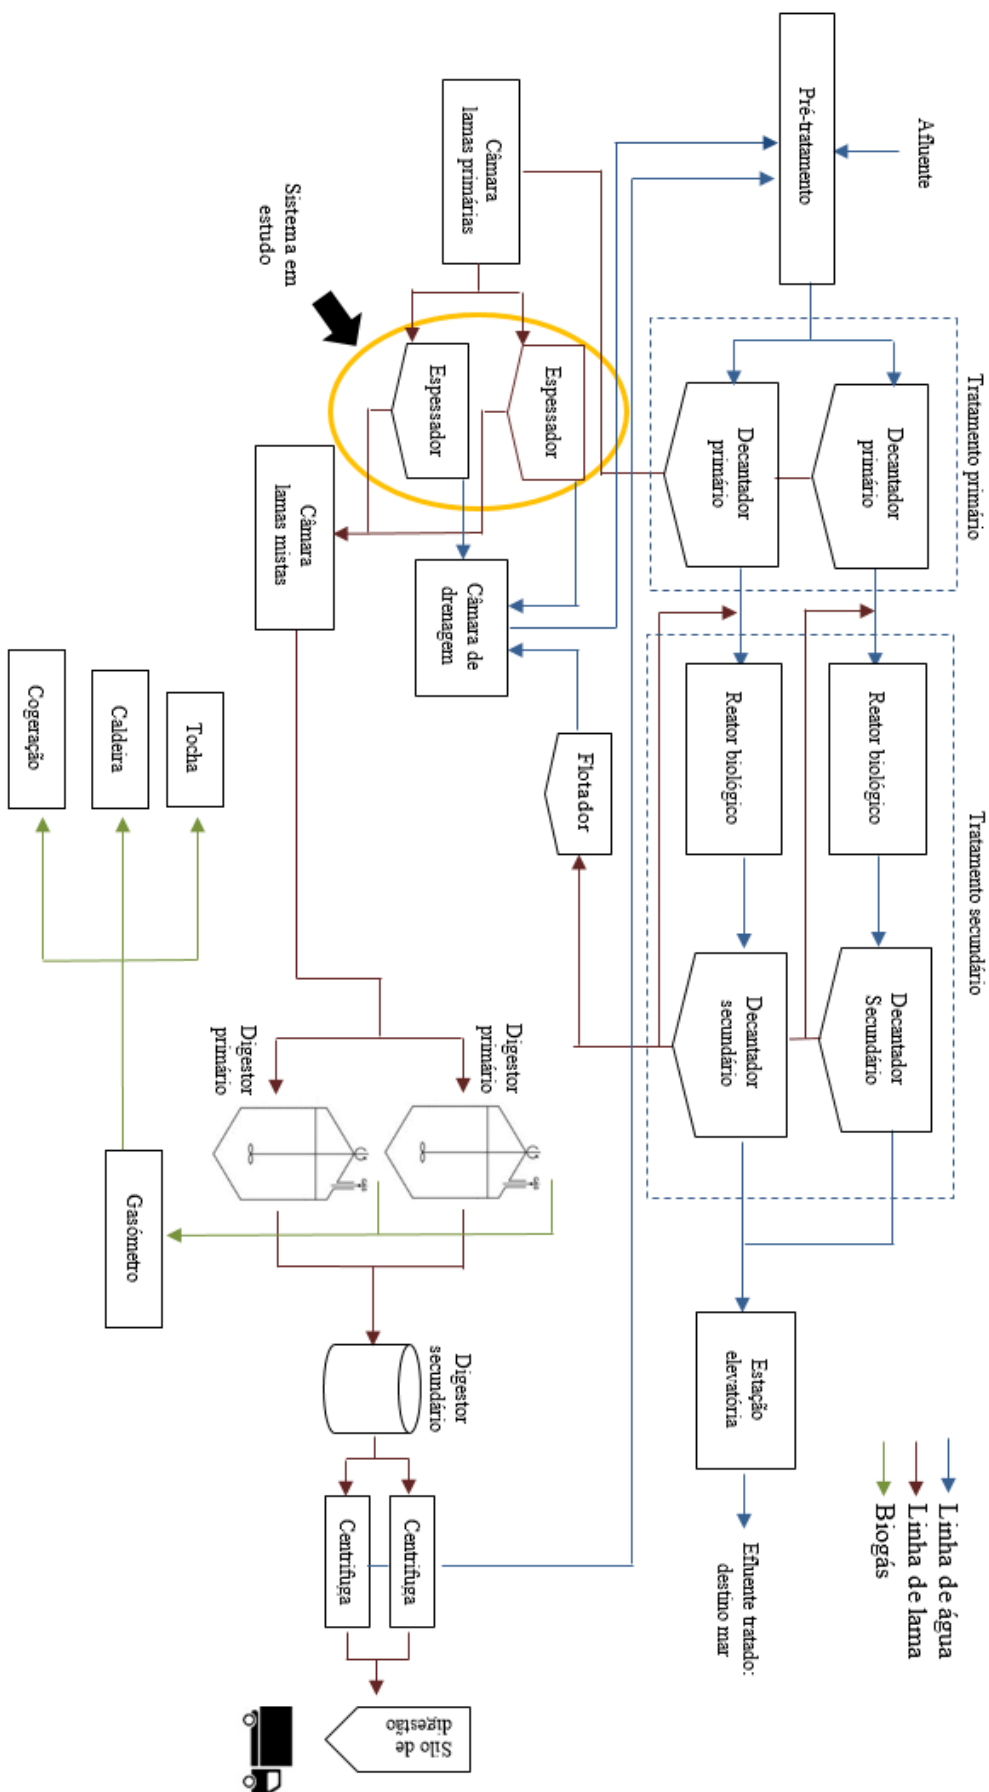 Tratamento primário
Tratamento secundário
Afluente
Pré-tratamento
Decantador
primário
Decantador
primário
Reator biológico
Reator biológico
Decantador
Secundário
Decantador
secundário
Estação
elevatória
Efluente tratado:
destino mar
Linha de água
Linha de lama
Biogás
Câmara
lamas primárias
Sistema em
estudo
Espessador
Espessador
Câmara de
drenagem
Flotador
Câmara
lamas mistas
Digestor
primário
Digestor
primário
Digestor
secundário
Centrifuga
Centrifuga
Silo de
digestão
Tocha
Caldeira
Cogeração
Gasómetro